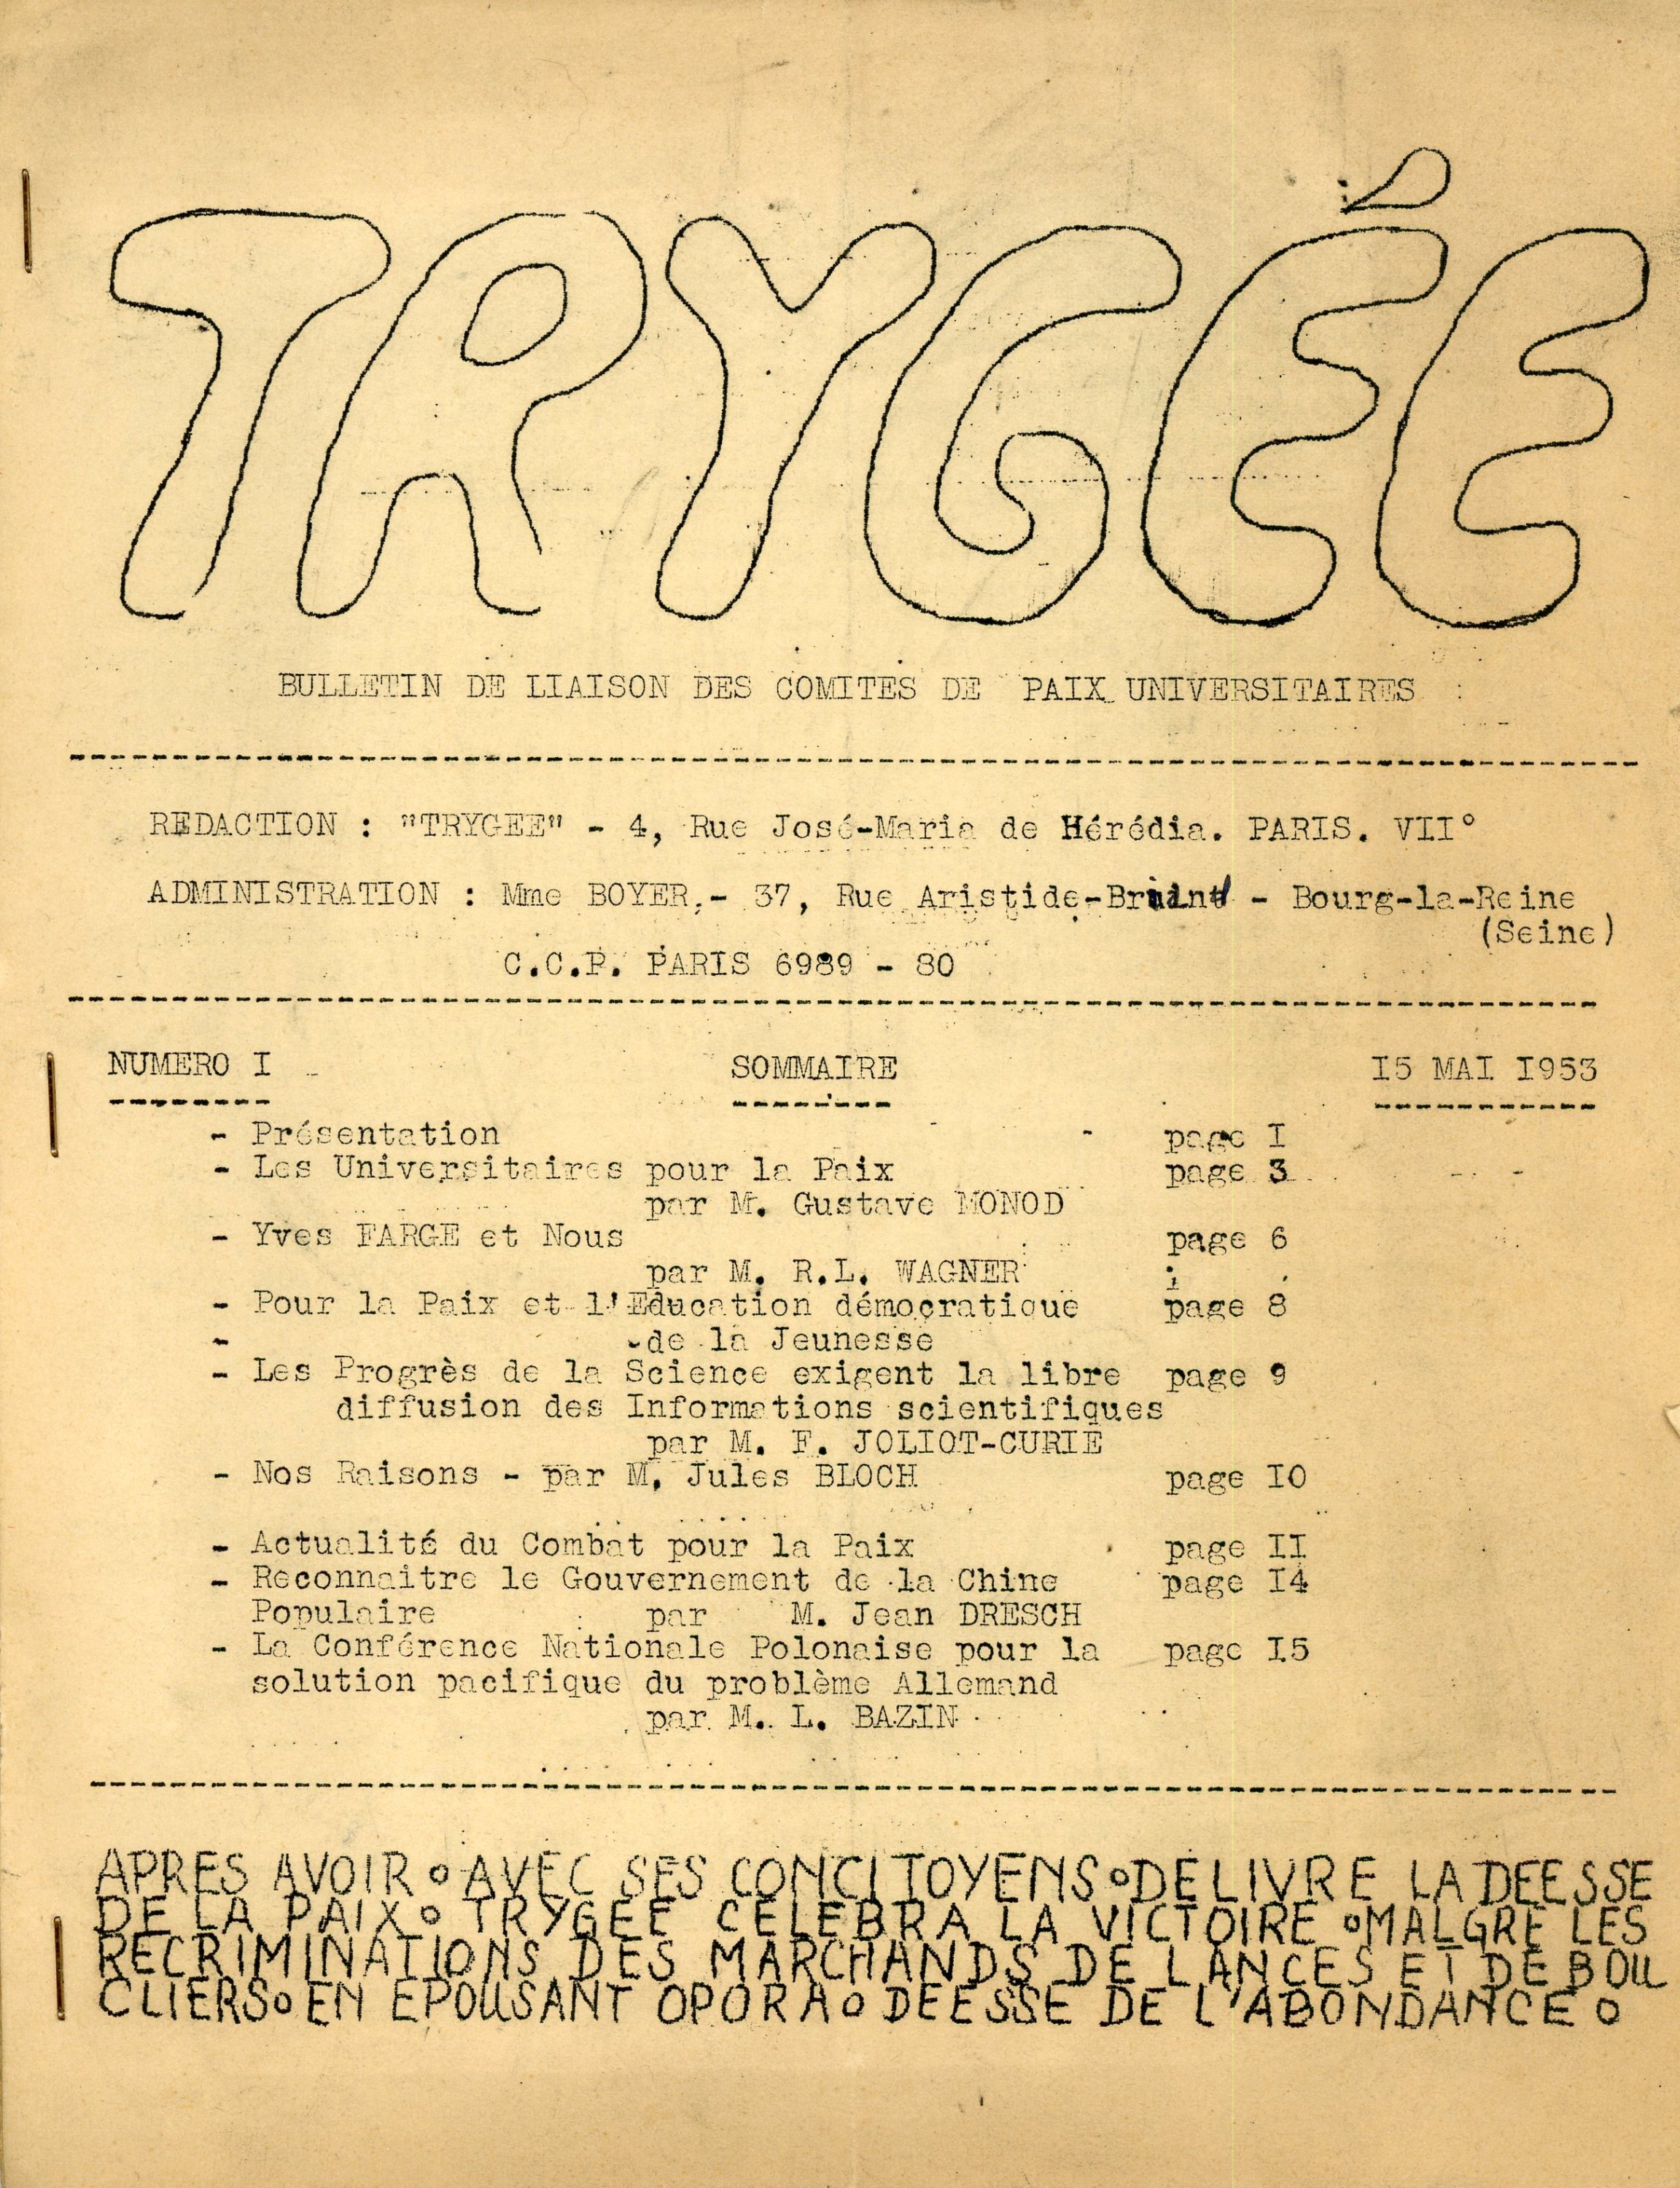 TRYGÉE
BULLETIN DE LIAISON DES COMITES DE PAIX UNIVERSITAIRES
REDACTION : "TRYGEE" - 4, Rue José-Maria de Hérédia. PARIS. VII°
ADMINISTRATION : Mme BOYER.- 37, Rue Aristide- - Bourg-la-Reine
(Seine)
C.C.P. PARIS 6989 - 80
NUMERO I SOMMAIRE I5 MAI I953
- Présentation page I
- Les Universitaires pour la Paix page 3
par M. Gustave MONOD
- Yves FARGE et Nous page 6
par M. R.L. WAGNER
- Pour la Paix et l'Education démocratique page 8
- de la Jeunesse
- Les Progrès de la Science exigent la libre page 9
diffusion des Informations scientifiques
par M. F. JOLIOT-CURIE
- Nos Raisons - par M. Jules BLOCH page IO
- Actualité du Combat pour la Paix page II
- Reconnaitre le Gouvernement de la Chine page I4
Populaire par M. Jean DRESCH
- La Conférence Nationale Polonaise pour la page I5
solution pacifique du problème Allemand
par M. L. BAZIN
APRES AVOIR o AVEC SES CONCITOYENS o DELIVRE LA DEESSE
DE LA PAIX o TRYGEE CELEBRA LA VICTOIRE o MALGRE LES
RECRIMINATIONS DES MARCHANDS DE LANCES ET DE BOU
CLIERS o EN EPOUSANT OPORA o DEESSE DE L'ABONDANCE o